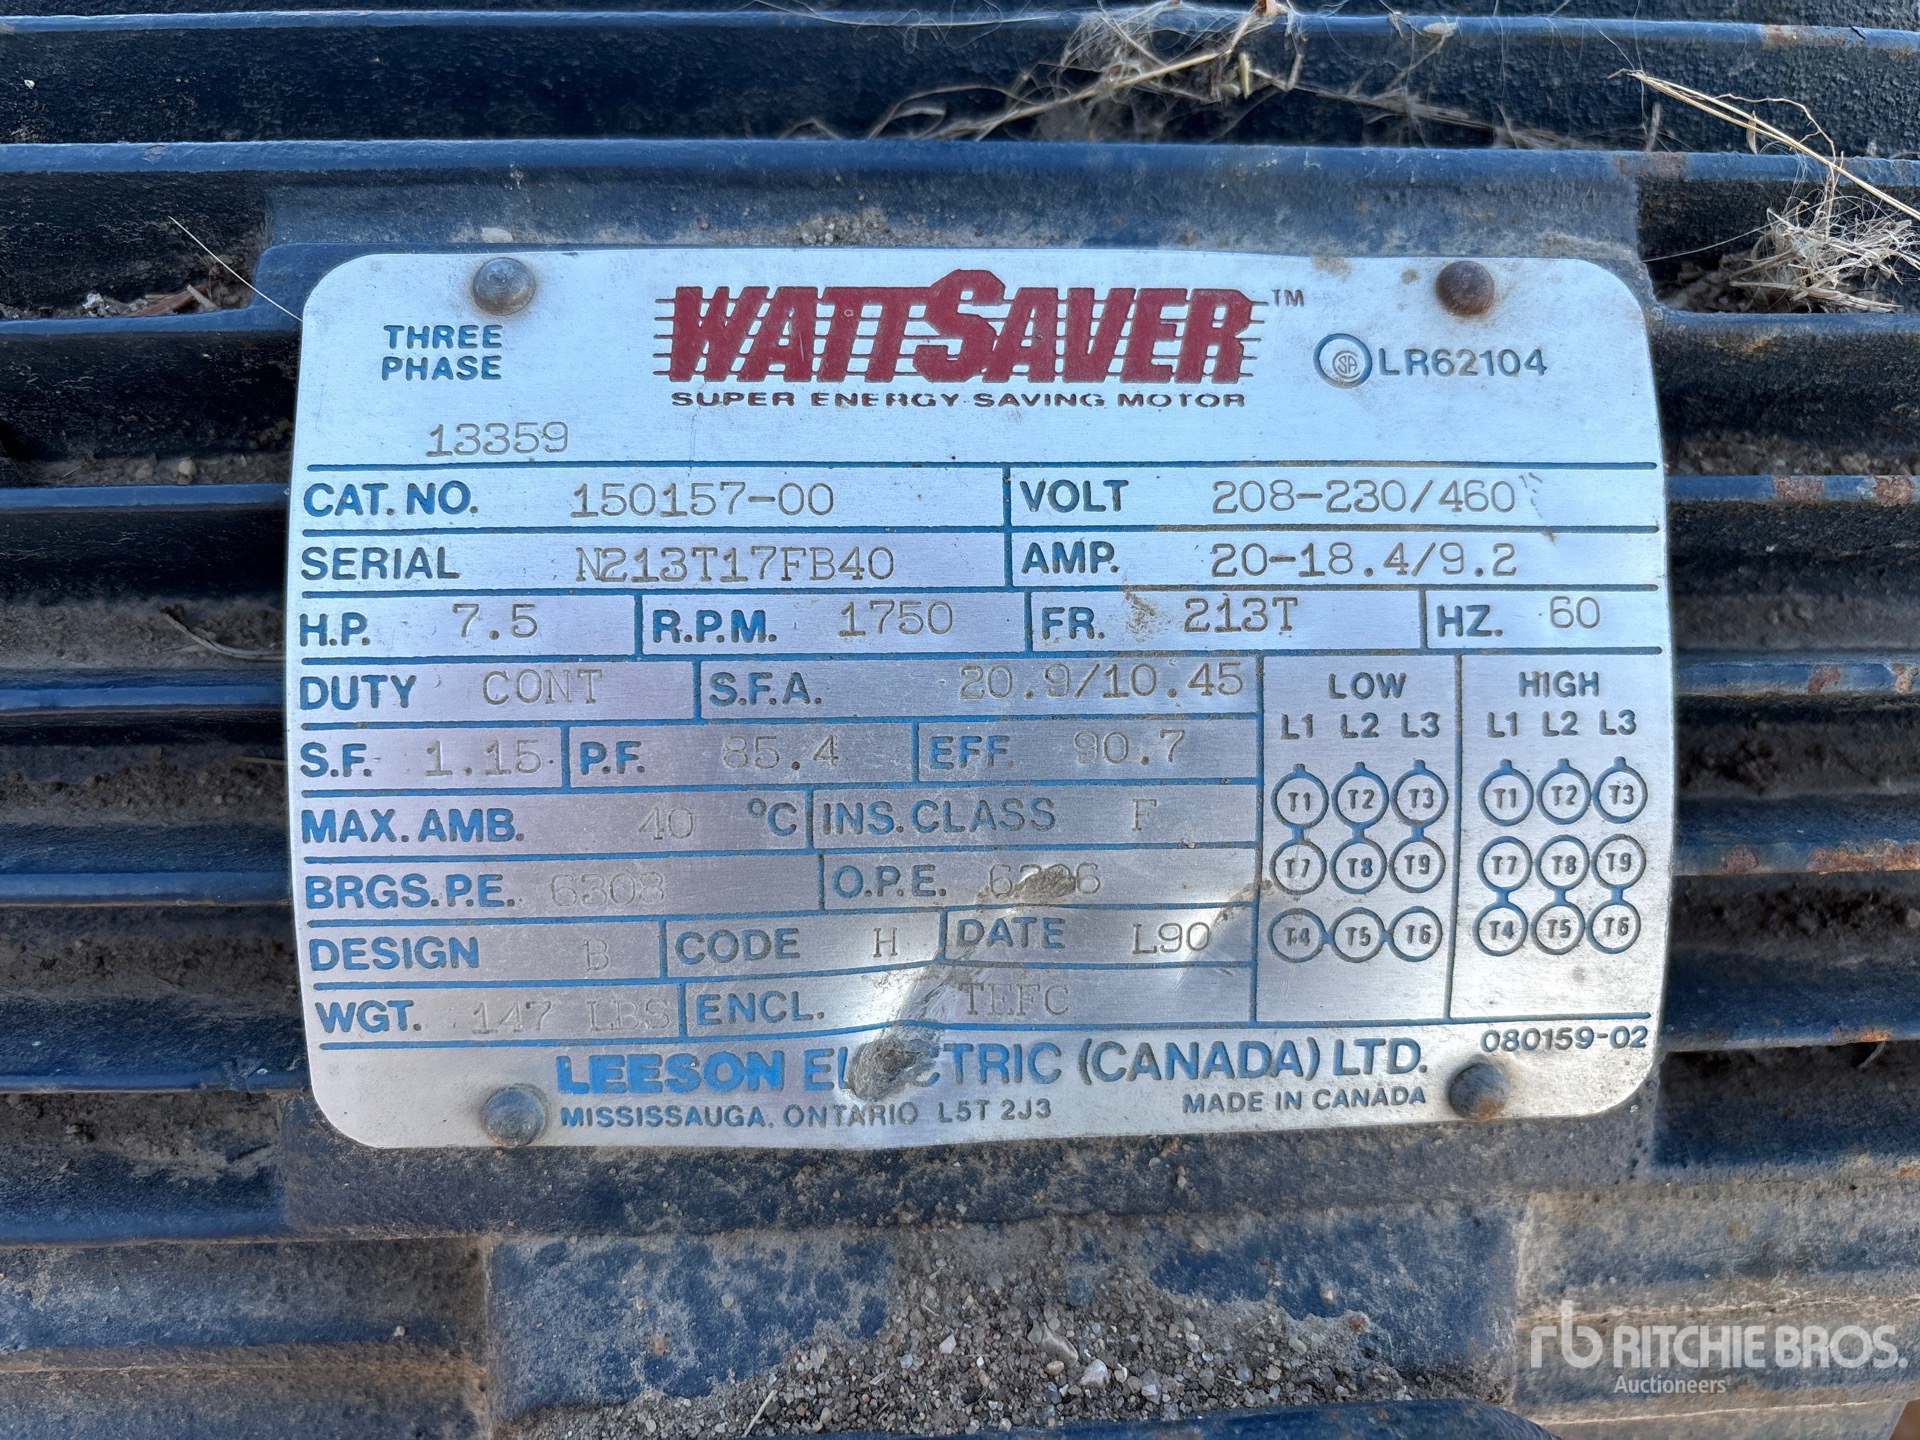 THREE
PHASE
WATTSAVER™
SUPER ENERGY SAVING MOTOR
SA LR62104
13359
CAT. NO. 150157-00 VOLT 208-230/460
SERIAL N213T17FB40 AMP. 20-18.4/9.2
H.P. 7.5 R.P.M. 1750 FR. 213T HZ. 60
DUTY CONT S.F.A. 20.9/10.45
S.F. 1.15 P.F. 85.4 EFF. 90.7
MAX. AMB. 40 °C INS. CLASS F
BRGS. P.E. O.P.E.
DESIGN B CODE H DATE L90
WGT. 147 LBS ENCL. TEFC
LOW HIGH
L1 L2 L3 L1 L2 L3
T1 T2 T3 T1 T2 T3
T7 T8 T9 T7 T8 T9
T4 T5 T6 T4 T5 T6
080159-02
LEESON ELECTRIC (CANADA) LTD.
MISSISSAUGA, ONTARIO L5T 2J3 MADE IN CANADA
rb RITCHIE BROS.
Auctioneers